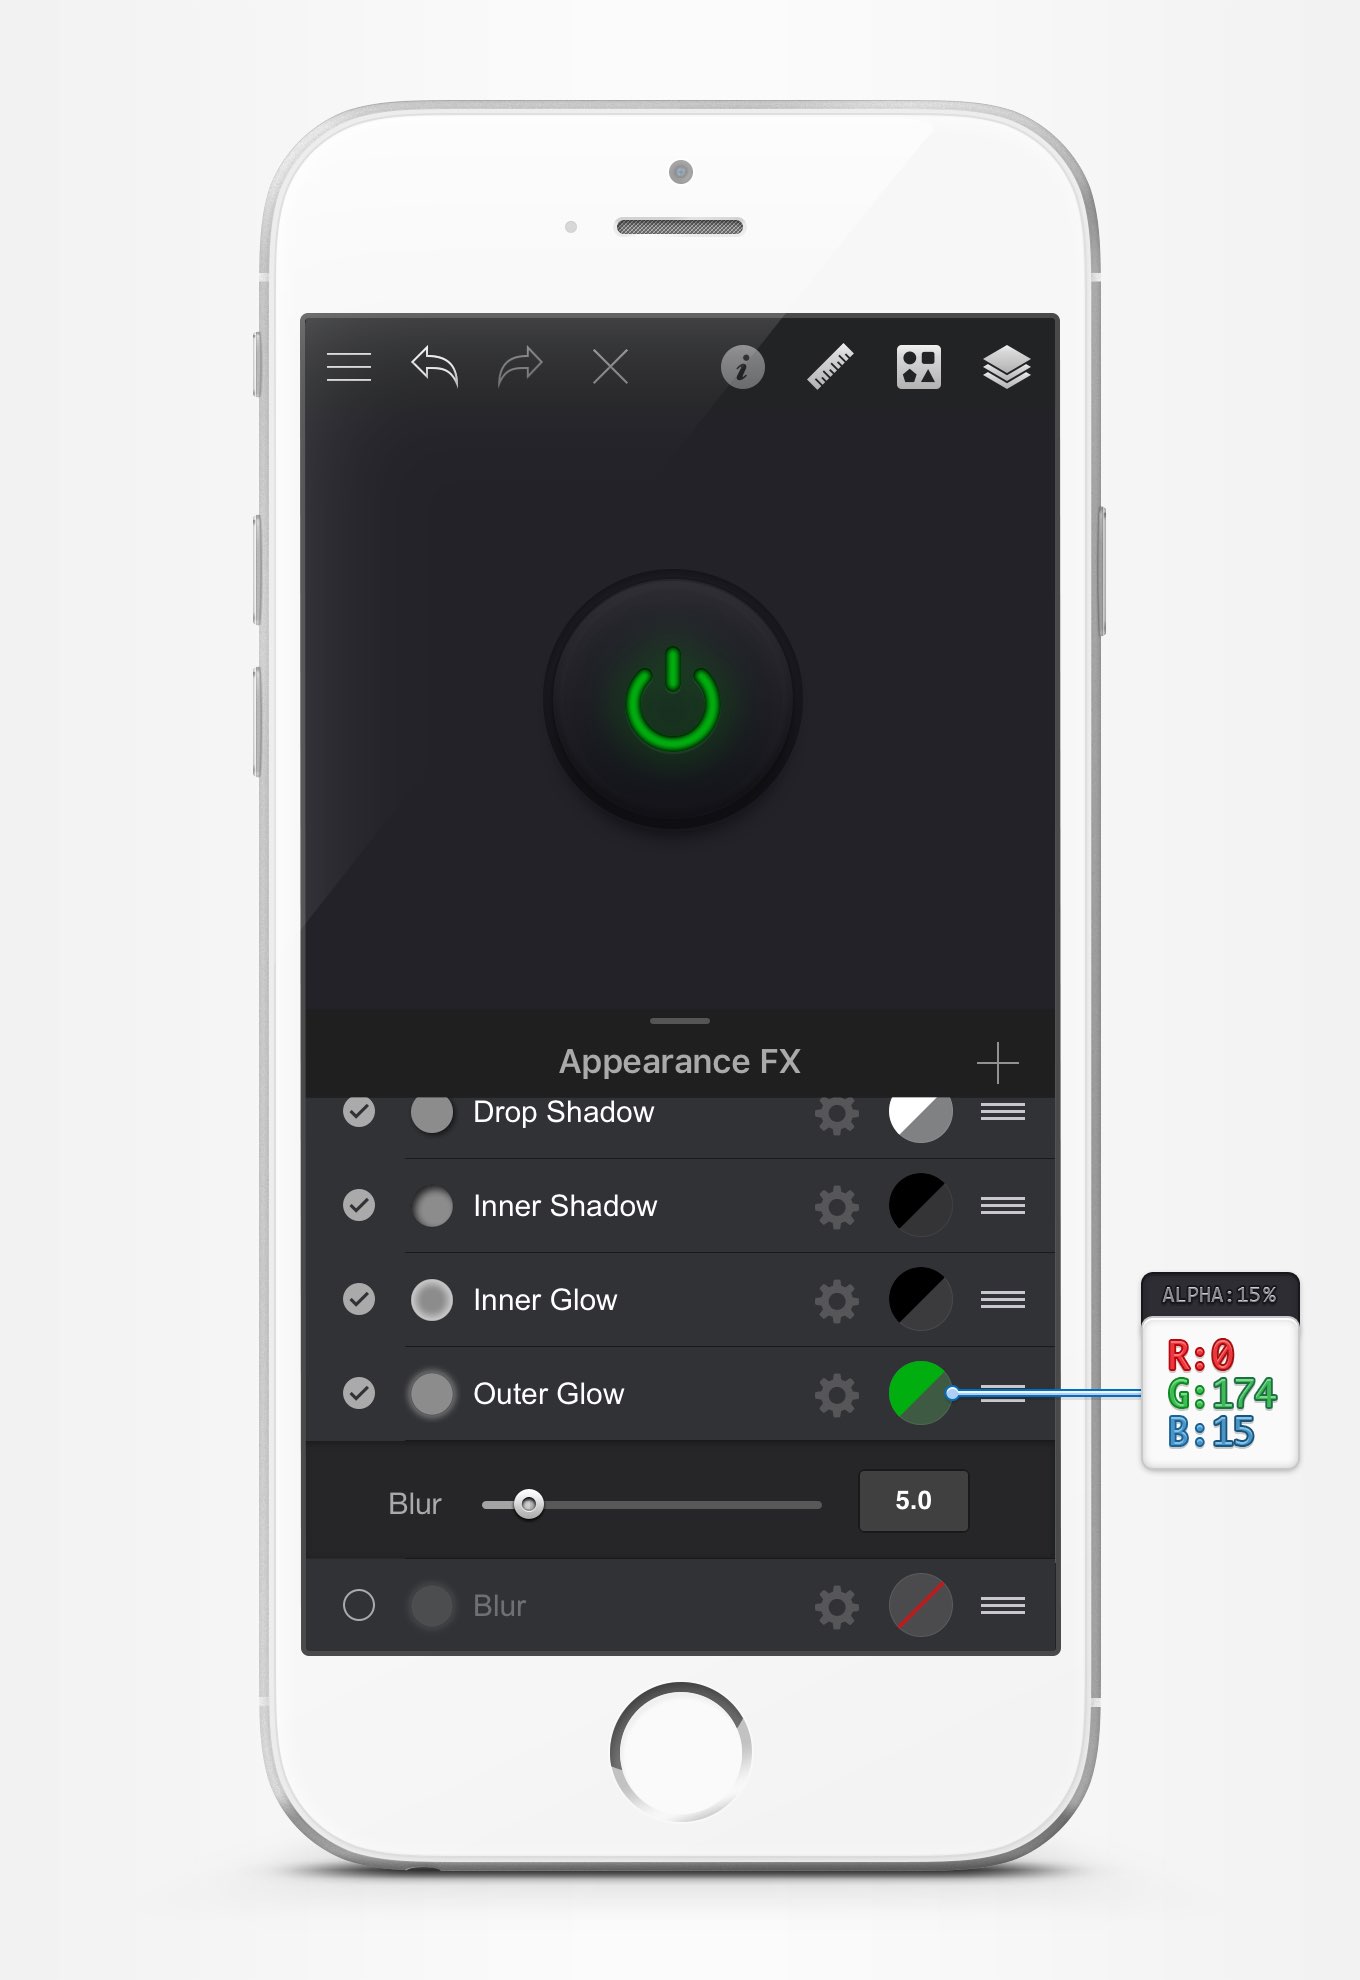 Appearance FX
Drop Shadow
Inner Shadow
Inner Glow
Outer Glow
ALPHA:15%
R:0
G:174
B:15
Blur
5.0
Blur